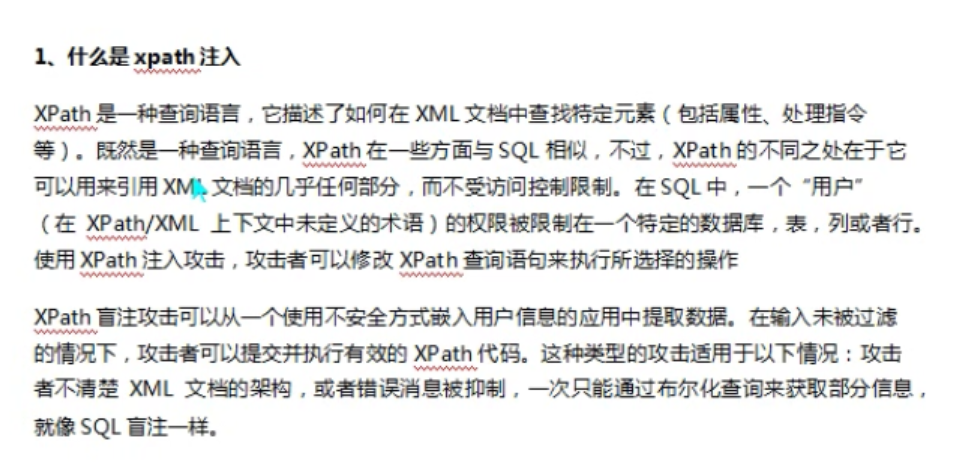 1、什么是 xpath 注入
XPath 是一种查询语言，它描述了如何在 XML 文档中查找特定元素（包括属性、处理指令
等）。既然是一种查询语言，XPath 在一些方面与 SQL 相似，不过，XPath 的不同之处在于它
可以用来引用 XML 文档的几乎任何部分，而不受访问控制限制。在 SQL 中，一个“用户”
（在 XPath/XML 上下文中未定义的术语）的权限被限制在一个特定的数据库，表，列或者行。
使用 XPath 注入攻击，攻击者可以修改 XPath 查询语句来执行所选择的操作
XPath 盲注攻击可以从一个使用不安全方式嵌入用户信息的应用中提取数据。在输入未被过滤
的情况下，攻击者可以提交并执行有效的 XPath 代码。这种类型的攻击适用于以下情况：攻击
者不清楚 XML 文档的架构，或者错误消息被抑制，一次只能通过布尔化查询来获取部分信息，
就像 SQL 盲注一样。